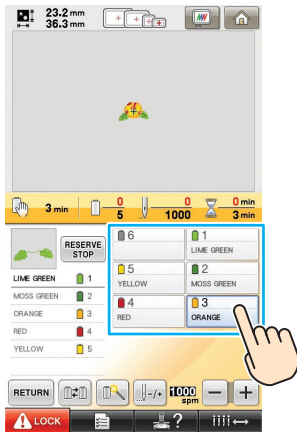 23.2 mm
36.3 mm
3 min
0
5
0
1000
0 min
3 min
RESERVE STOP
LIME GREEN 1
MOSS GREEN 2
ORANGE 3
RED 4
YELLOW 5
6
1
LIME GREEN
5
YELLOW
2
MOSS GREEN
4
RED
3
ORANGE
RETURN
-/+
1000 spm
LOCK
?